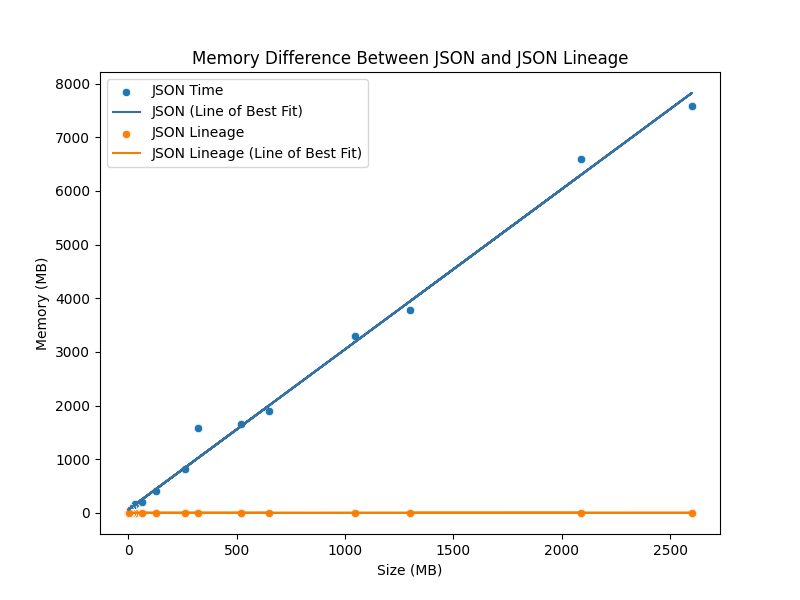 Memory Difference Between JSON and JSON Lineage
JSON Time
JSON (Line of Best Fit)
JSON Lineage
JSON Lineage (Line of Best Fit)
Memory (MB)
8000
7000
6000
5000
4000
3000
2000
1000
0
0 500 1000 1500 2000 2500
Size (MB)